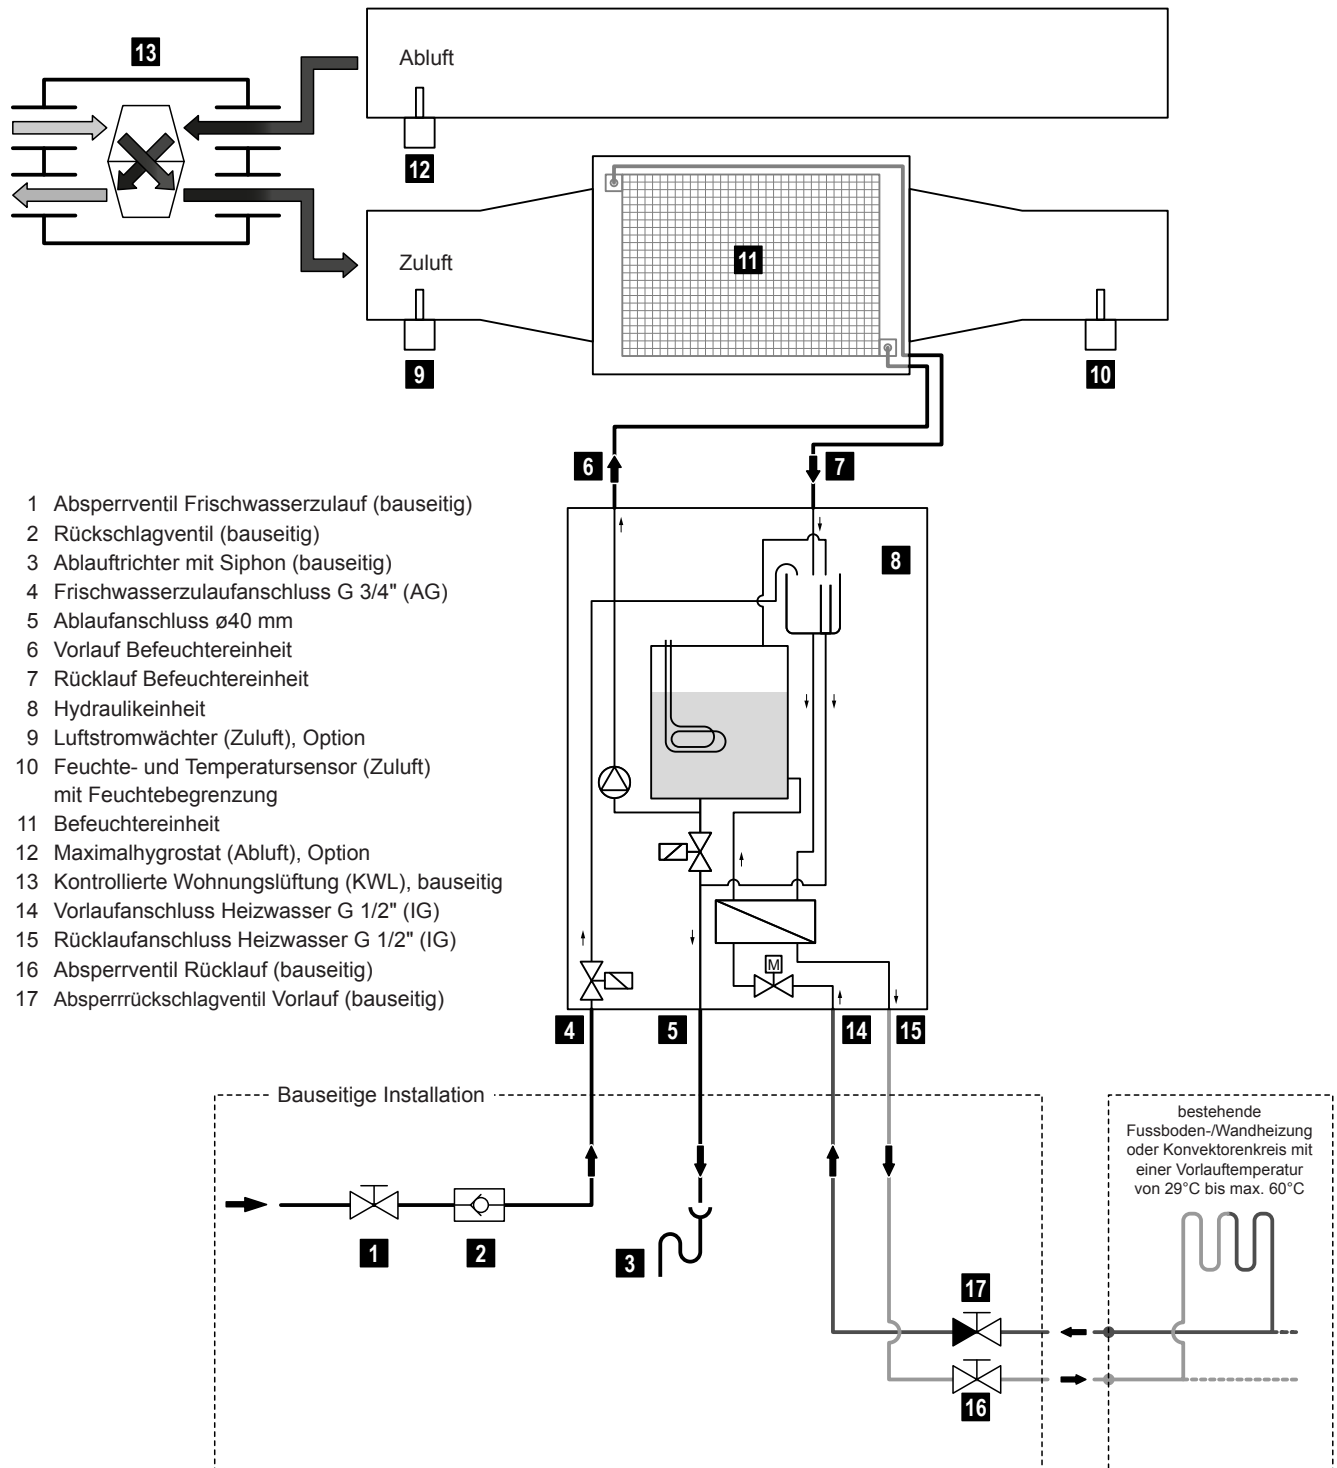 13
Abluft
12
Zuluft
11
9
10
6
7
8
1 Absperrventil Frischwasserzulauf (bauseitig)
2 Rückschlagventil (bauseitig)
3 Ablauftrichter mit Siphon (bauseitig)
4 Frischwasserzulaufanschluss G 3/4" (AG)
5 Ablaufanschluss ø40 mm
6 Vorlauf Befeuchtereinheit
7 Rücklauf Befeuchtereinheit
8 Hydraulikeinheit
9 Luftstromwächter (Zuluft), Option
10 Feuchte- und Temperatursensor (Zuluft)
mit Feuchtebegrenzung
11 Befeuchtereinheit
12 Maximalhygrostat (Abluft), Option
13 Kontrollierte Wohnungslüftung (KWL), bauseitig
14 Vorlaufanschluss Heizwasser G 1/2" (IG)
15 Rücklaufanschluss Heizwasser G 1/2" (IG)
16 Absperrventil Rücklauf (bauseitig)
17 Absperrrückschlagventil Vorlauf (bauseitig)
M
4
5
14
15
Bauseitige Installation
bestehende
Fussboden-/Wandheizung
oder Konvektorenkreis mit
einer Vorlauftemperatur
von 29°C bis max. 60°C
1
2
3
17
16